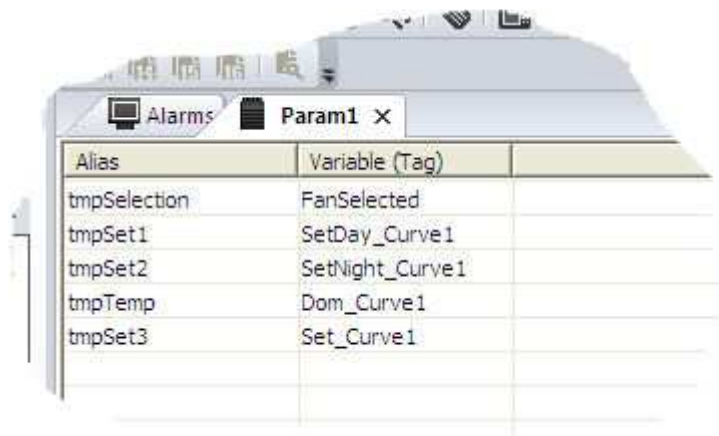 Alarms Param1 ×
Alias Variable (Tag)
tmpSelection FanSelected
tmpSet1 SetDay_Curve1
tmpSet2 SetNight_Curve1
tmpTemp Dom_Curve1
tmpSet3 Set_Curve1